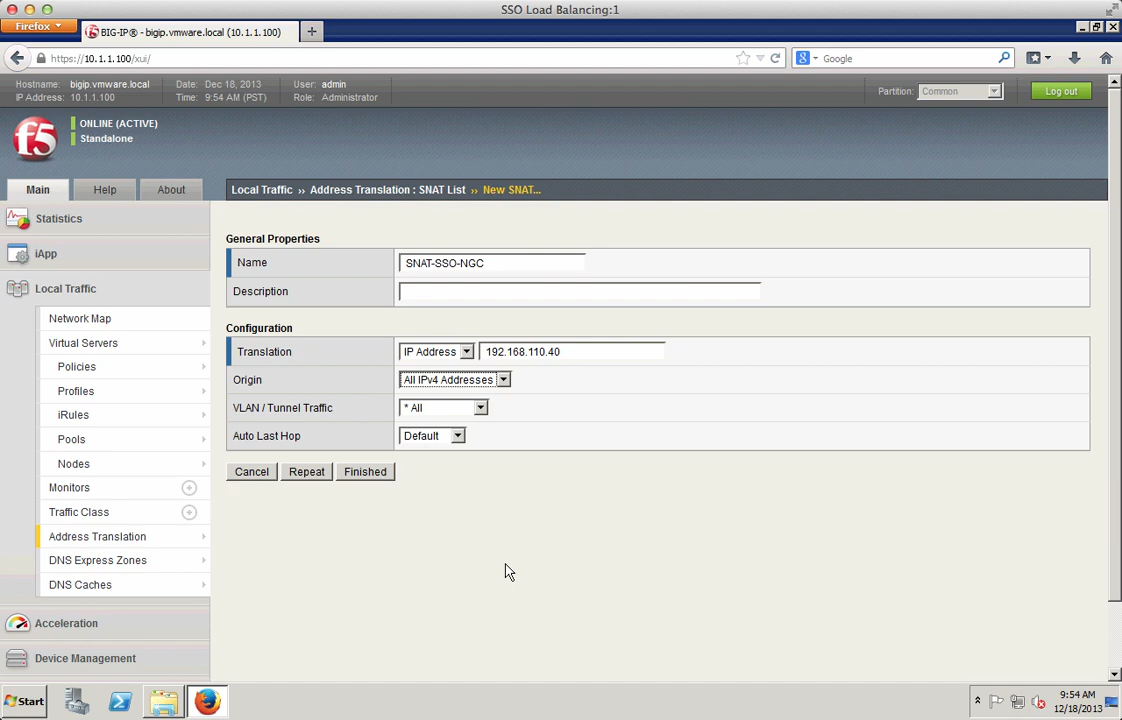 SSO Load Balancing:1
Firefox
BIG-IP® - bigip.vmware.local (10.1.1.100)
https://10.1.1.100/xui/
Google
Hostname: bigip.vmware.local Date: Dec 18, 2013 User: admin
IP Address: 10.1.1.100 Time: 9:54 AM (PST) Role: Administrator
Partition: Common
Log out
f5
ONLINE (ACTIVE)
Standalone
Main Help About
Local Traffic ›› Address Translation : SNAT List ›› New SNAT...
Statistics
iApp
Local Traffic
Network Map
Virtual Servers
Policies
Profiles
iRules
Pools
Nodes
Monitors
Traffic Class
Address Translation
DNS Express Zones
DNS Caches
Acceleration
Device Management
General Properties
Name SNAT-SSO-NGC
Description
Configuration
Translation IP Address 192.168.110.40
Origin All IPv4 Addresses
VLAN / Tunnel Traffic * All
Auto Last Hop Default
Cancel Repeat Finished
Start
9:54 AM
12/18/2013